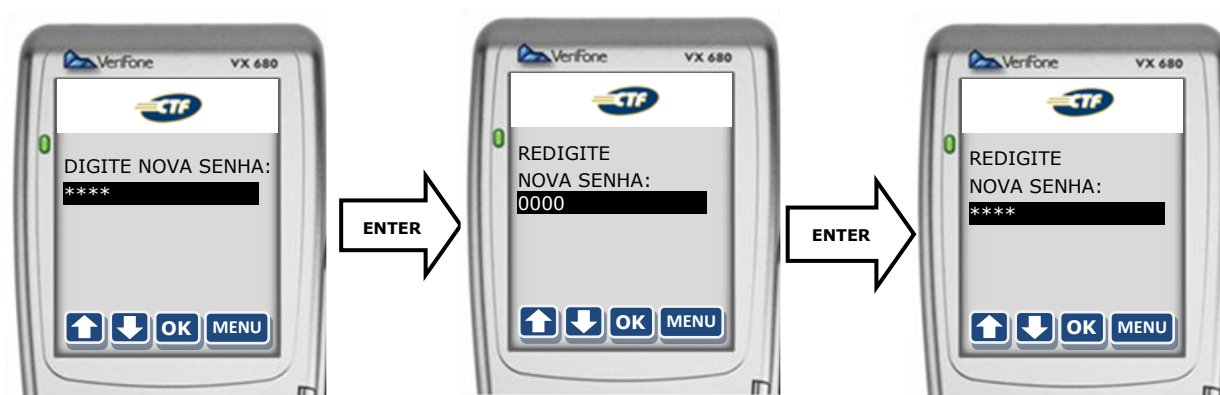 VeriFone VX 680
CTF
DIGITE NOVA SENHA:
****
OK MENU
ENTER
VeriFone VX 680
CTF
REDIGITE
NOVA SENHA:
0000
OK MENU
ENTER
VeriFone VX 680
CTF
REDIGITE
NOVA SENHA:
****
OK MENU